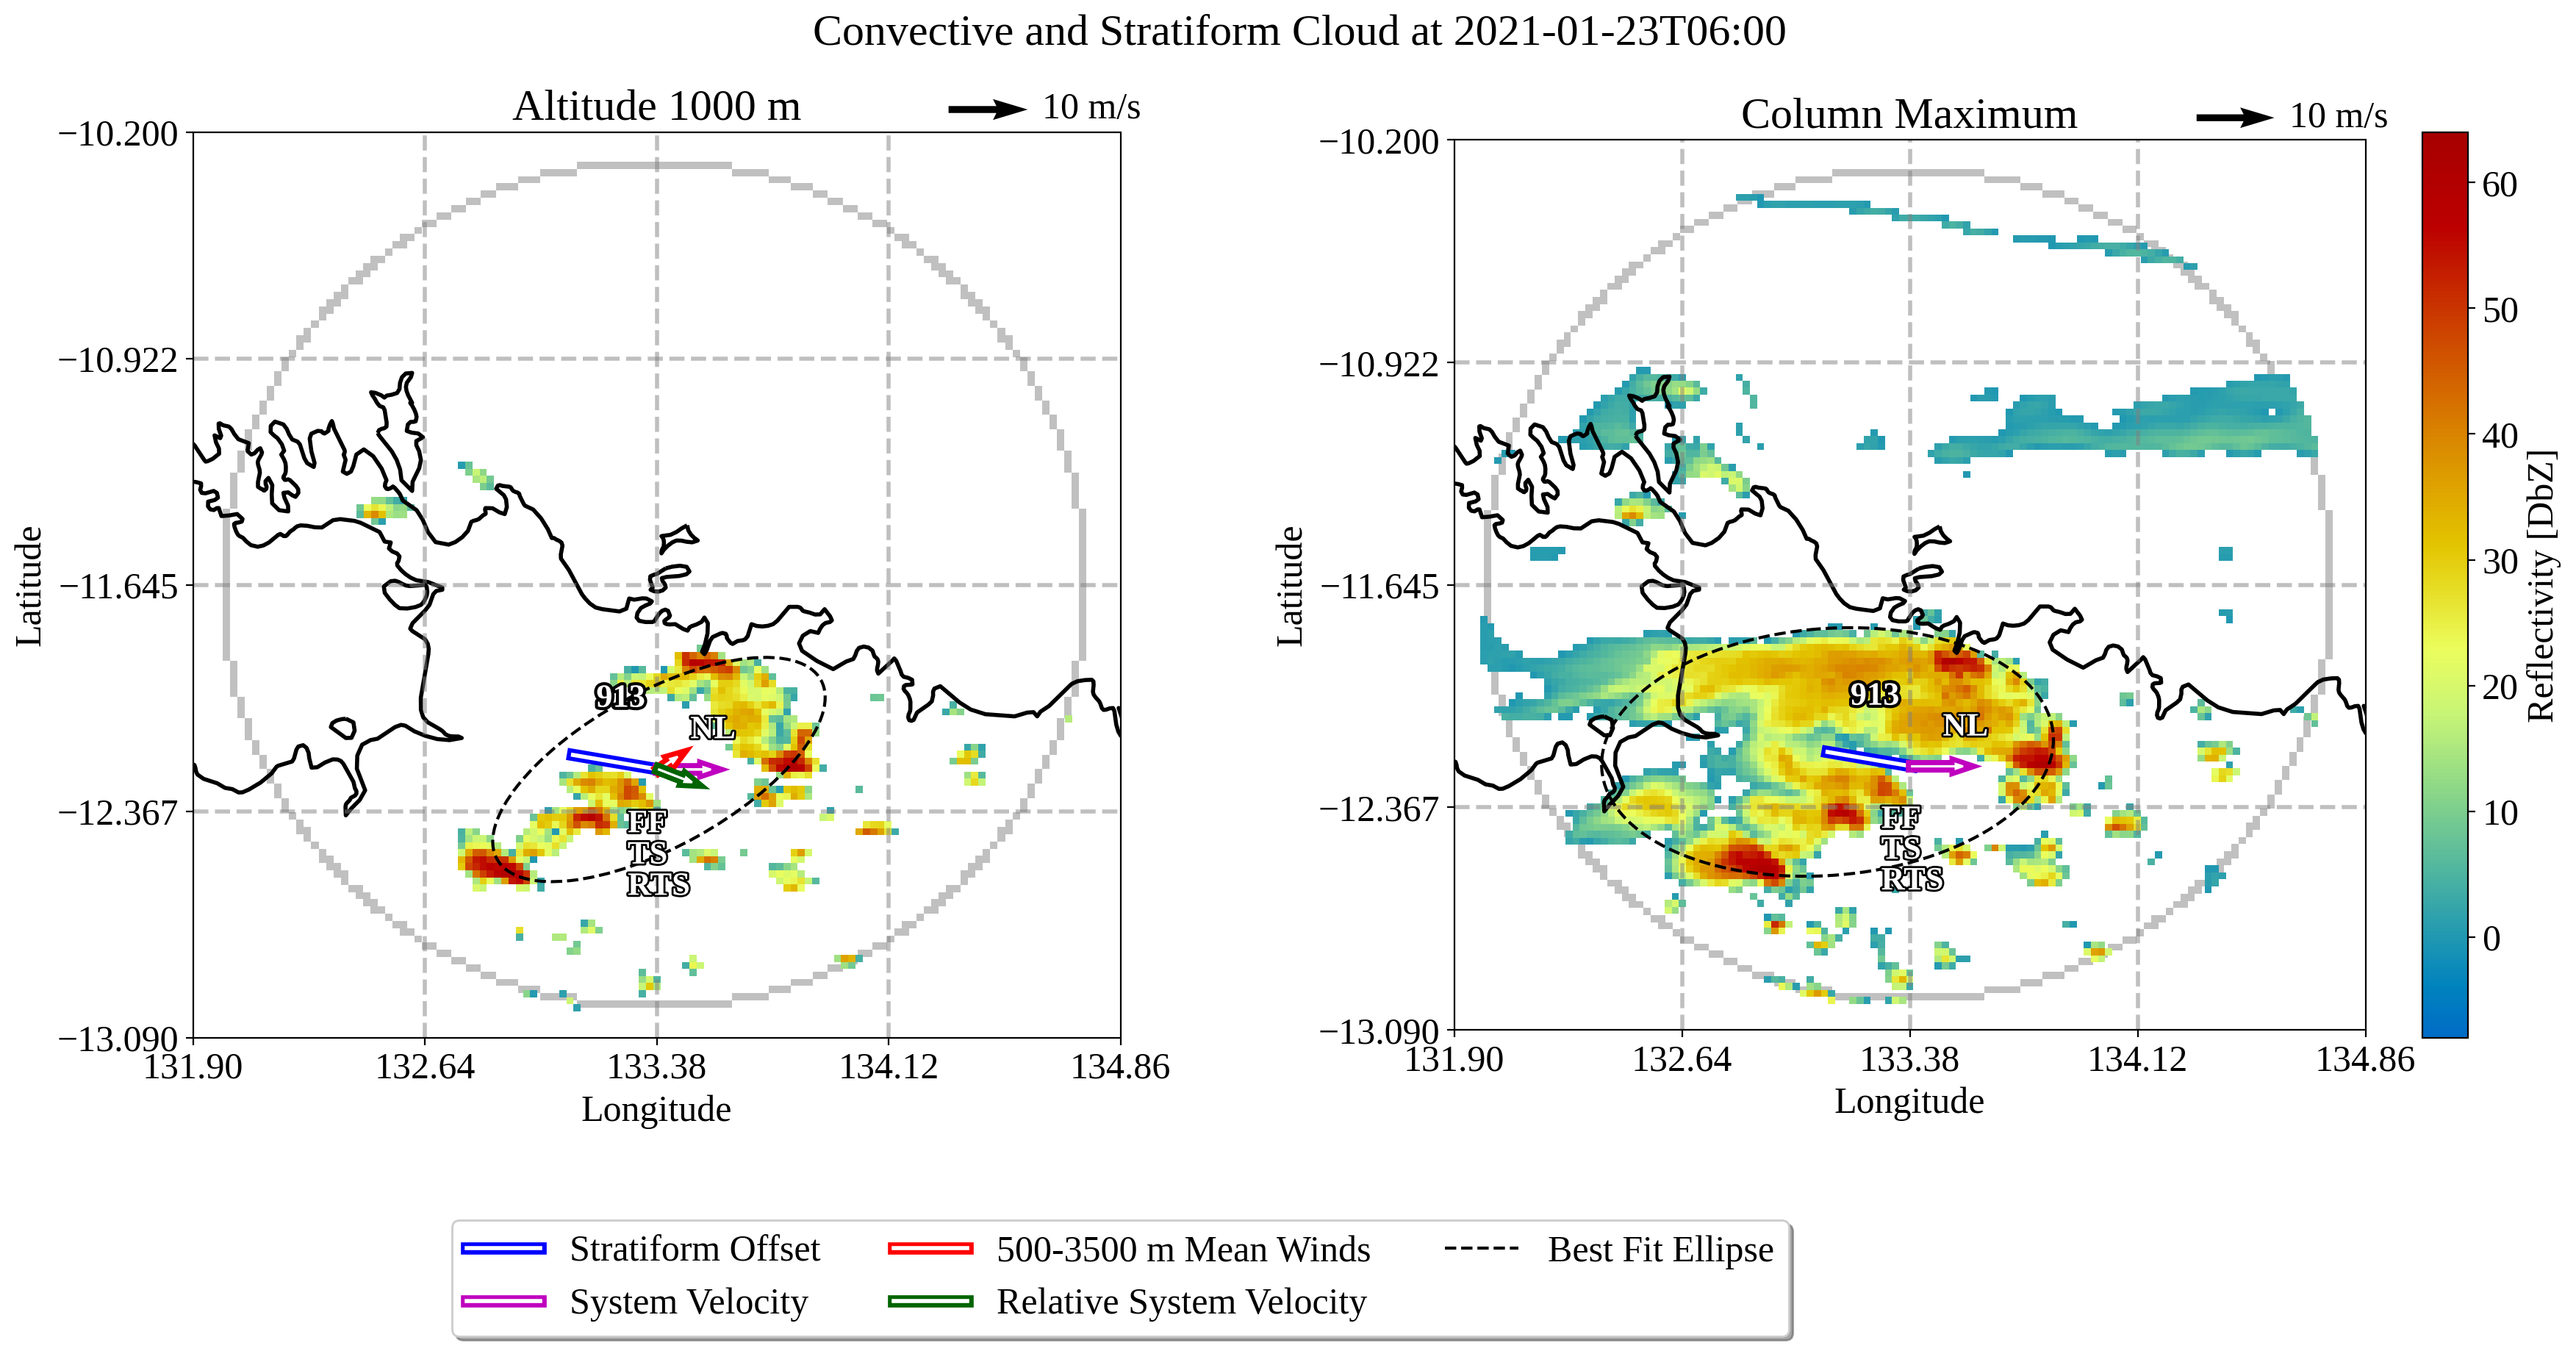 Convective and Stratiform Cloud at 2021-01-23T06:00
Altitude 1000 m
10 m/s
−10.200
−10.922
−11.645
−12.367
−13.090
Latitude
131.90
132.64
133.38
134.12
134.86
Longitude
913
NL
FF
TS
RTS
Column Maximum
10 m/s
−10.200
−10.922
−11.645
−12.367
−13.090
Latitude
131.90
132.64
133.38
134.12
134.86
Longitude
913
NL
FF
TS
RTS
60
50
40
30
20
10
0
Reflectivity [DbZ]
Stratiform Offset
System Velocity
500-3500 m Mean Winds
Relative System Velocity
Best Fit Ellipse